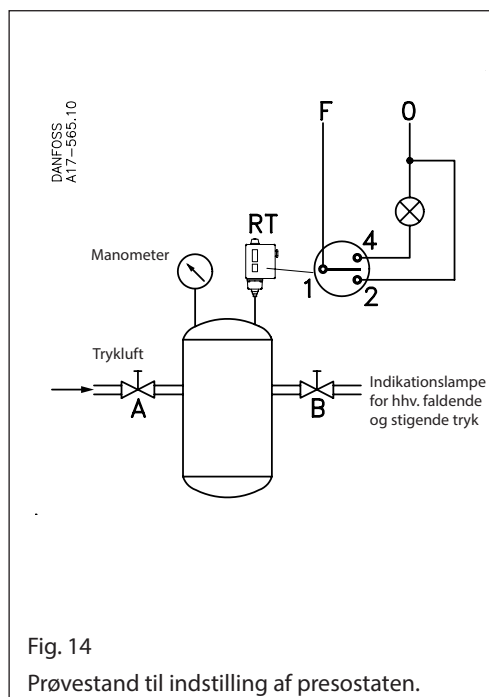 DANFOSS
A17-565.10
F
O
RT
4
1
2
Manometer
Trykluft
A
B
Indikationslampe
for hhv. faldende
og stigende tryk
Fig. 14
Prøvestand til indstilling af presostaten.